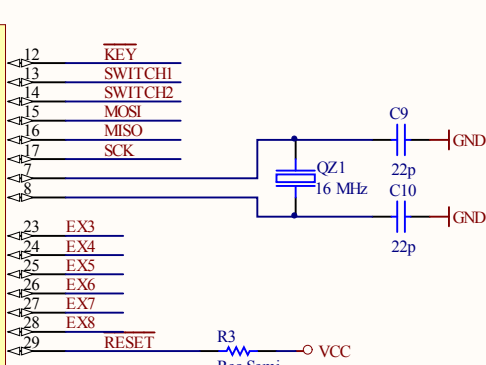 12 KEY
13 SWITCH1
14 SWITCH2
15 MOSI
16 MISO
17 SCK
7
8
C9
GND
22p
QZ1
16 MHz
C10
GND
22p
23 EX3
24 EX4
25 EX5
26 EX6
27 EX7
28 EX8
29 RESET
R3
VCC